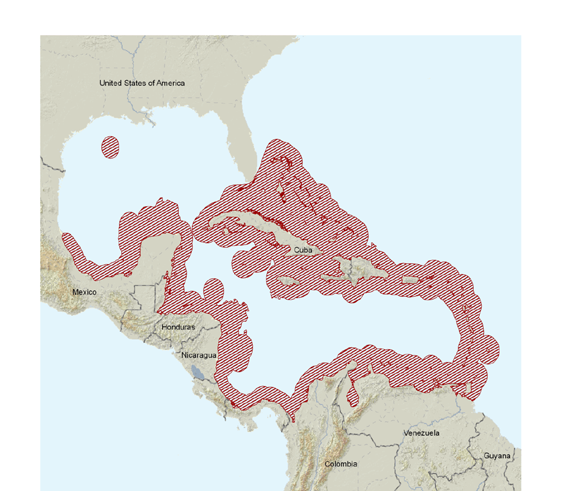 United States of America
Cuba
Mexico
Honduras
Nicaragua
Venezuela
Guyana
Colombia